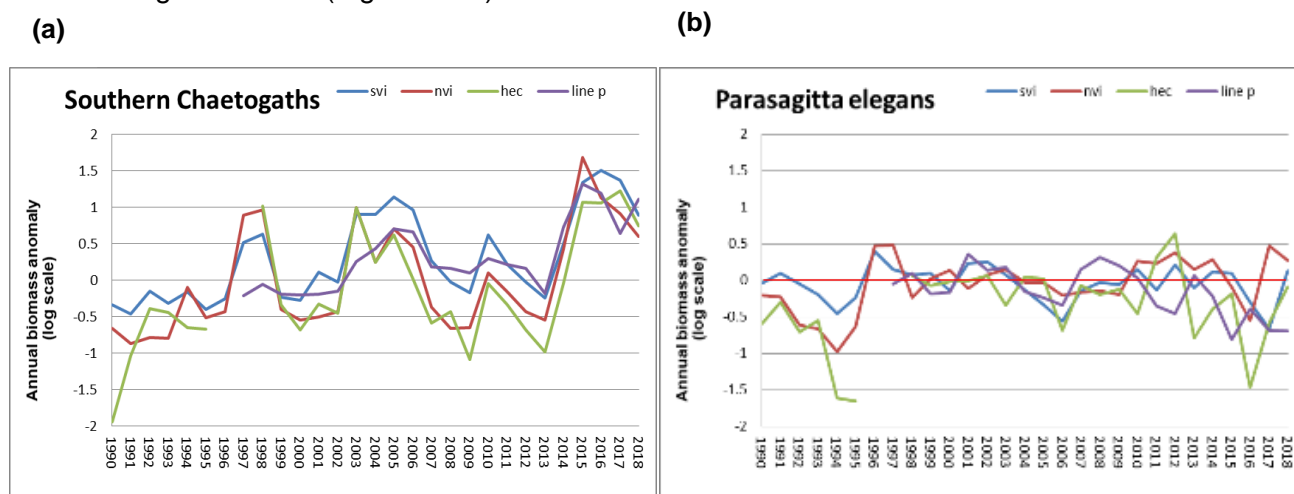 (a)
(b)
Southern Chaetogaths
svi nvi hec line p
Annual biomass anomaly
(log scale)
2
1.5
1
0.5
0
-0.5
-1
-1.5
-2
1990 1991 1992 1993 1994 1995 1996 1997 1998 1999 2000 2001 2002 2003 2004 2005 2006 2007 2008 2009 2010 2011 2012 2013 2014 2015 2016 2017 2018
Parasagitta elegans
svi nvi hec line p
Annual biomass anomaly
(log scale)
2
1.5
1
0.5
0
-0.5
-1
-1.5
-2
1990 1991 1992 1993 1994 1995 1996 1997 1998 1999 2000 2001 2002 2003 2004 2005 2006 2007 2008 2009 2010 2011 2012 2013 2014 2015 2016 2017 2018